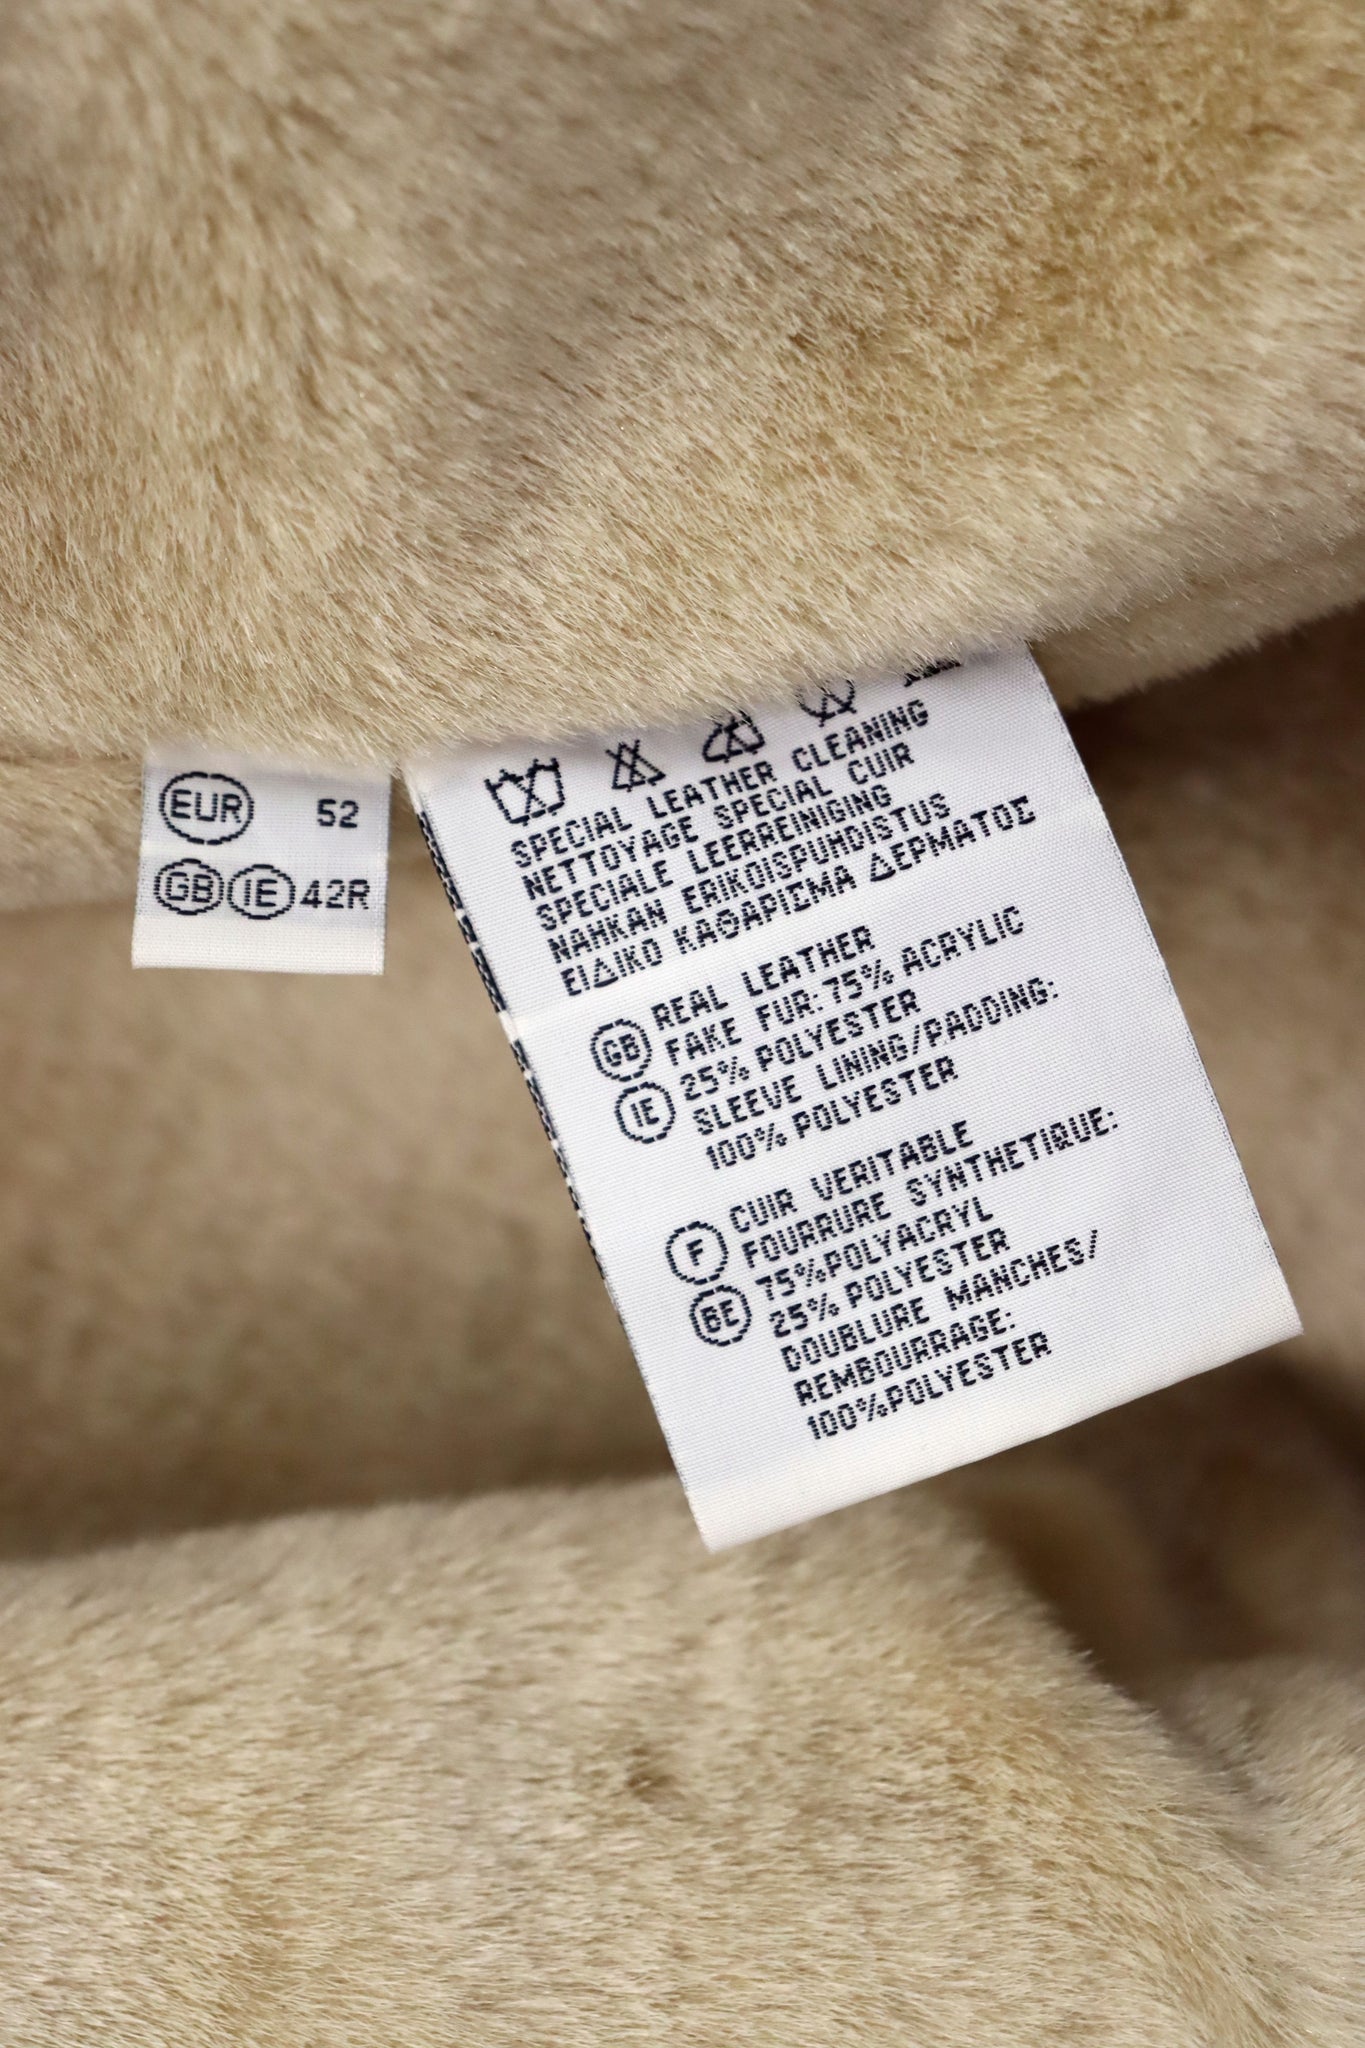 EUR 52
GB IE 42R
SPECIAL LEATHER CLEANING
NETTOYAGE SPECIAL CUIR
SPECIALE LEERREINIGING
NAHKAN ERIKOISPUHDISTUS
ΕΙΔΙΚΟ ΚΑΘΑΡΙΣΜΑ ΔΕΡΜΑΤΟΣ
REAL LEATHER
GB FAKE FUR: 75% ACRYLIC
25% POLYESTER
IE SLEEVE LINING/PADDING:
100% POLYESTER
CUIR VERITABLE
F FOURRURE SYNTHETIQUE:
75%POLYACRYL
BE 25% POLYESTER
DOUBLURE MANCHES/
REMBOURRAGE:
100%POLYESTER